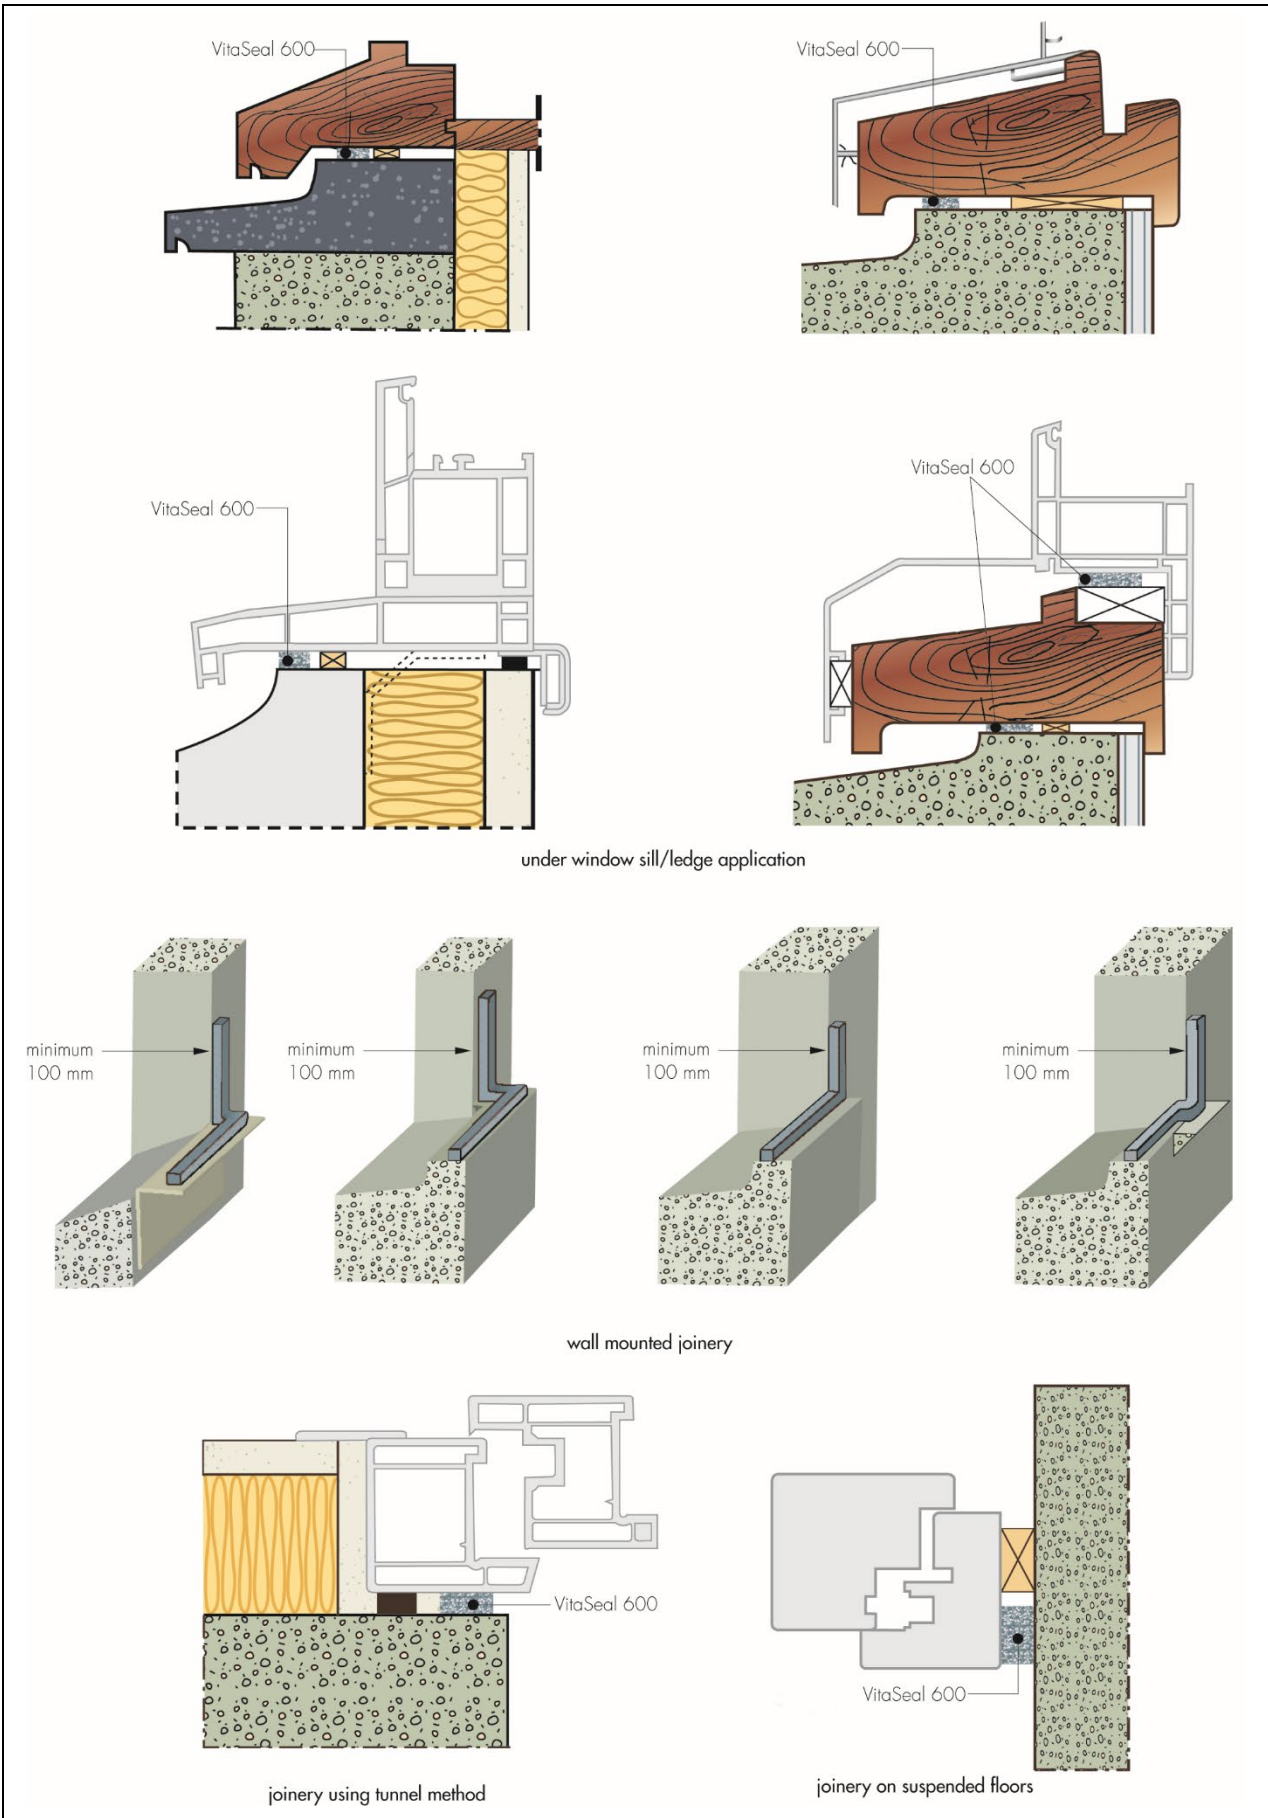 VitaSeal 600
VitaSeal 600
VitaSeal 600
VitaSeal 600
under window sill/ledge application
minimum
100 mm
minimum
100 mm
minimum
100 mm
minimum
100 mm
wall mounted joinery
VitaSeal 600
VitaSeal 600
joinery using tunnel method
joinery on suspended floors